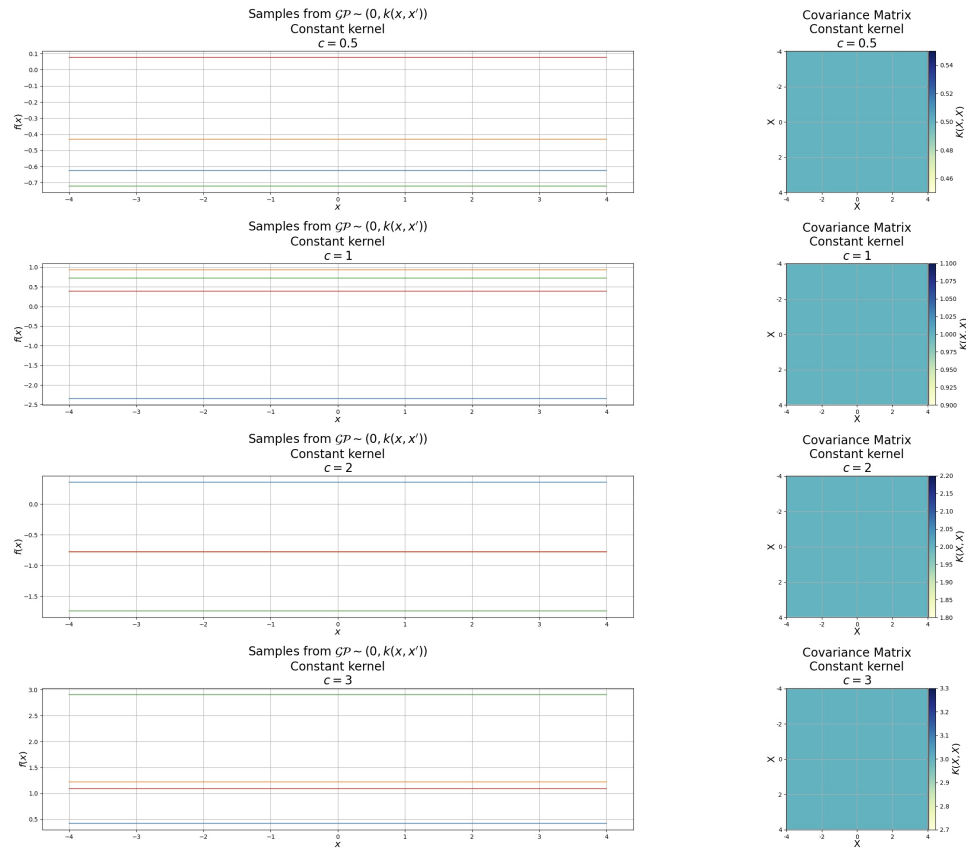 Samples from 𝒢𝒫 ~ (0, k(x, x′))
Constant kernel
c = 0.5
0.1
0.0
−0.1
−0.2
−0.3
−0.4
−0.5
−0.6
−0.7
f(x)
−4 −3 −2 −1 0 1 2 3 4
x
Covariance Matrix
Constant kernel
c = 0.5
-4
-2
0
2
4
X
-4 -2 0 2 4
X
0.54
0.52
0.50
0.48
0.46
K(X, X)
Samples from 𝒢𝒫 ~ (0, k(x, x′))
Constant kernel
c = 1
1.0
0.5
0.0
−0.5
−1.0
−1.5
−2.0
−2.5
f(x)
−4 −3 −2 −1 0 1 2 3 4
x
Covariance Matrix
Constant kernel
c = 1
-4
-2
0
2
4
X
-4 -2 0 2 4
X
1.100
1.075
1.050
1.025
1.000
0.975
0.950
0.925
0.900
K(X, X)
Samples from 𝒢𝒫 ~ (0, k(x, x′))
Constant kernel
c = 2
0.0
−0.5
−1.0
−1.5
f(x)
−4 −3 −2 −1 0 1 2 3 4
x
Covariance Matrix
Constant kernel
c = 2
-4
-2
0
2
4
X
-4 -2 0 2 4
X
2.20
2.15
2.10
2.05
2.00
1.95
1.90
1.85
1.80
K(X, X)
Samples from 𝒢𝒫 ~ (0, k(x, x′))
Constant kernel
c = 3
3.0
2.5
2.0
1.5
1.0
0.5
f(x)
−4 −3 −2 −1 0 1 2 3 4
x
Covariance Matrix
Constant kernel
c = 3
-4
-2
0
2
4
X
-4 -2 0 2 4
X
3.3
3.2
3.1
3.0
2.9
2.8
2.7
K(X, X)